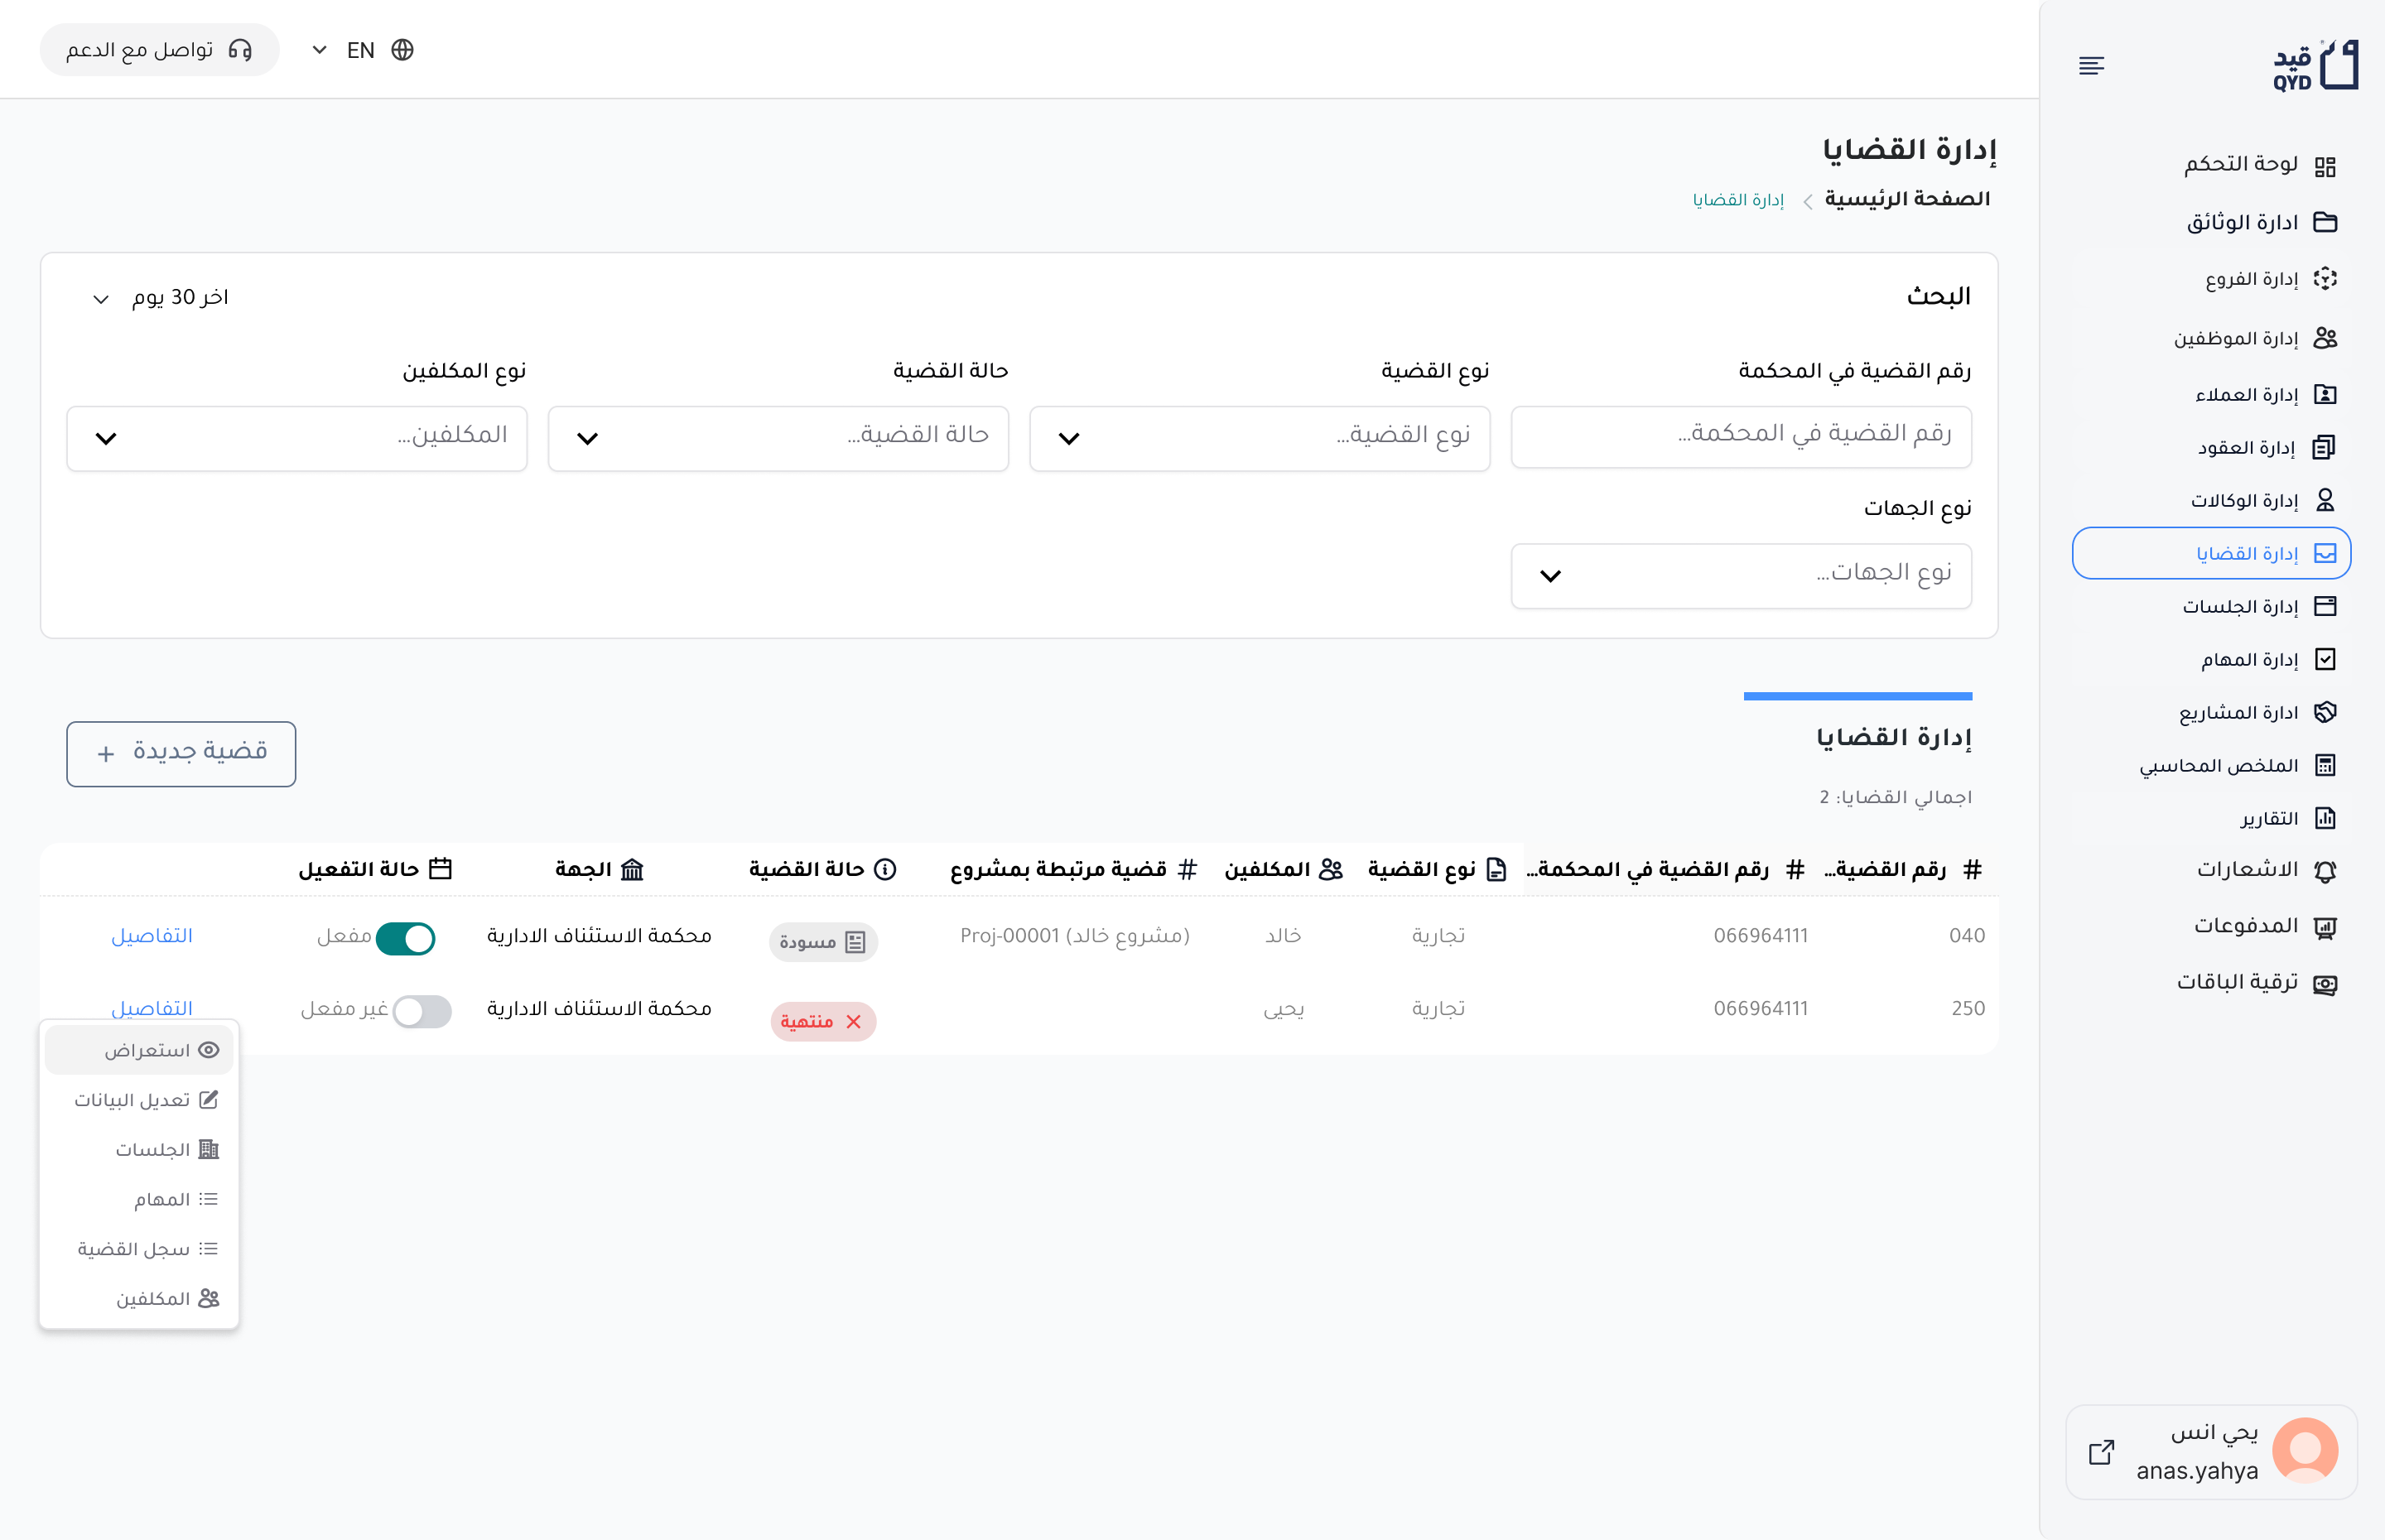 قيد
QYD
لوحة التحكم
ادارة الوثائق
إدارة الفروع
إدارة الموظفين
إدارة العملاء
إدارة العقود
إدارة الوكالات
إدارة القضايا
إدارة الجلسات
إدارة المهام
ادارة المشاريع
الملخص المحاسبي
التقارير
الاشعارات
المدفوعات
ترقية الباقات
يحي انس
anas.yahya
EN
تواصل مع الدعم
إدارة القضايا
الصفحة الرئيسية إدارة القضايا
البحث
اخر 30 يوم
رقم القضية في المحكمة نوع القضية حالة القضية نوع المكلفين
رقم القضية في المحكمة... نوع القضية... حالة القضية... المكلفين...
نوع الجهات
نوع الجهات...
إدارة القضايا
قضية جديدة +
اجمالي القضايا: 2
# رقم القضية... # رقم القضية في المحكمة... نوع القضية المكلفين # قضية مرتبطة بمشروع حالة القضية الجهة حالة التفعيل
040 066964111 تجارية خالد Proj-00001 (مشروع خالد) مسودة محكمة الاستئناف الادارية مفعل التفاصيل
250 066964111 تجارية يحيى منتهية محكمة الاستئناف الادارية غير مفعل التفاصيل
استعراض
تعديل البيانات
الجلسات
المهام
سجل القضية
المكلفين